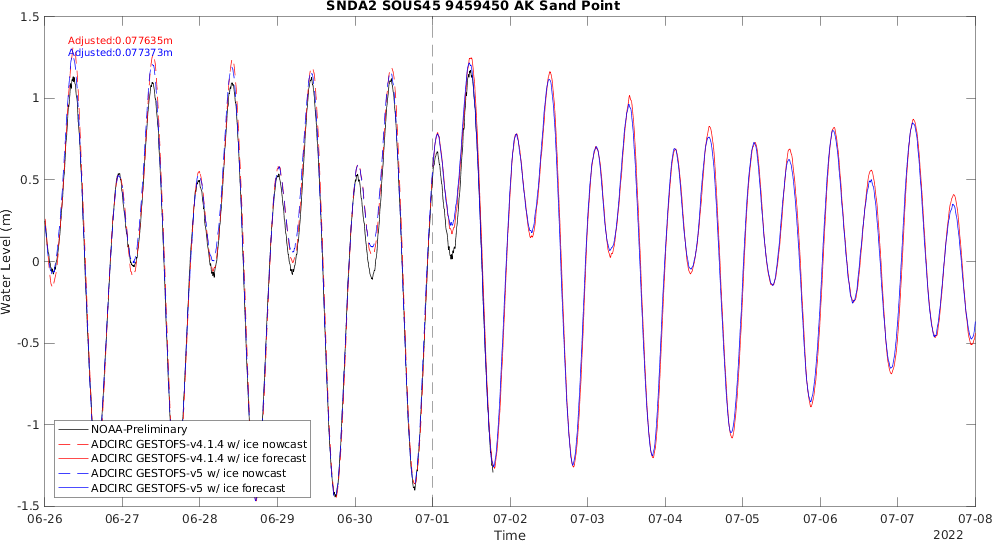 SNDA2 SOUS45 9459450 AK Sand Point
Adjusted:0.077635m
Adjusted:0.077373m
Water Level (m)
1.5
1
0.5
0
-0.5
-1
-1.5
NOAA-Preliminary
ADCIRC GESTOFS-v4.1.4 w/ ice nowcast
ADCIRC GESTOFS-v4.1.4 w/ ice forecast
ADCIRC GESTOFS-v5 w/ ice nowcast
ADCIRC GESTOFS-v5 w/ ice forecast
06-26 06-27 06-28 06-29 06-30 07-01 07-02 07-03 07-04 07-05 07-06 07-07 07-08
Time
2022